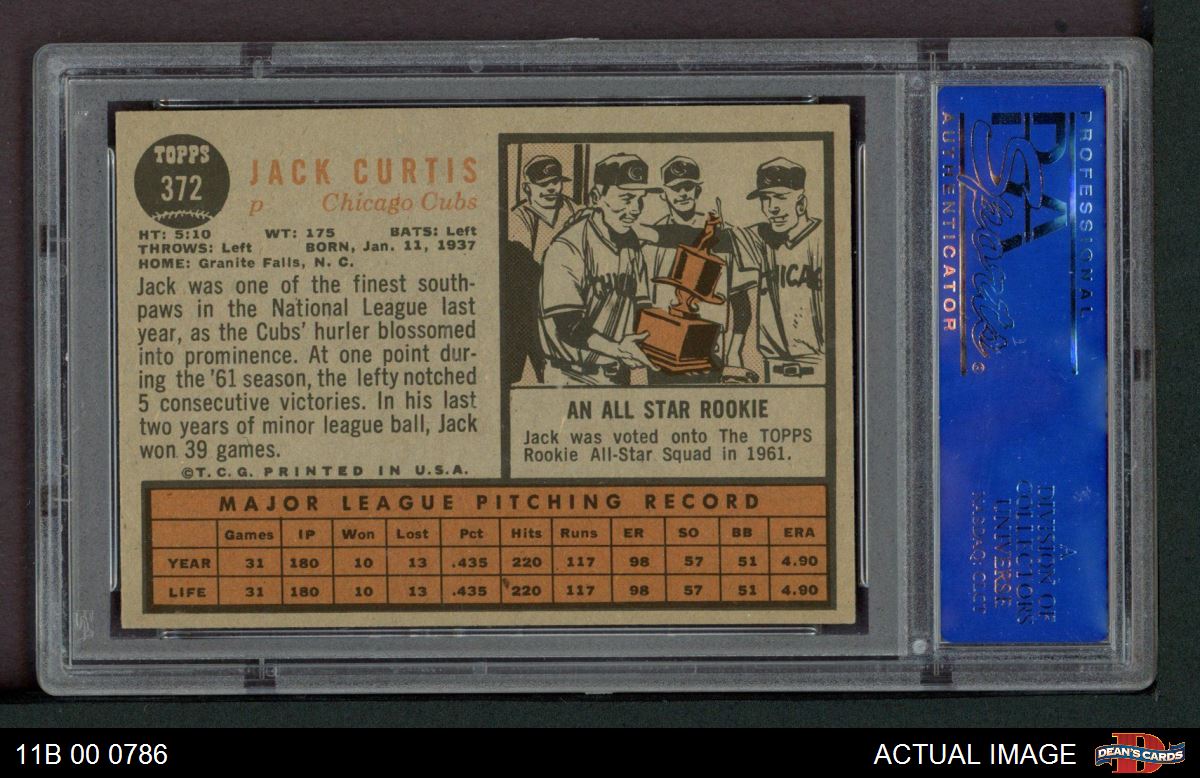 TOPPS
372
JACK CURTIS
p Chicago Cubs
HT: 5:10 WT: 175 BATS: Left
THROWS: Left BORN, Jan. 11, 1937
HOME: Granite Falls, N. C.
Jack was one of the finest south-
paws in the National League last
year, as the Cubs' hurler blossomed
into prominence. At one point dur-
ing the '61 season, the lefty notched
5 consecutive victories. In his last
two years of minor league ball, Jack
won 39 games.
©T.C.G. PRINTED IN U.S.A.
C
C
CHICAG
AN ALL STAR ROOKIE
Jack was voted onto The TOPPS
Rookie All-Star Squad in 1961.
MAJOR LEAGUE PITCHING RECORD
Games IP Won Lost Pct Hits Runs ER SO BB ERA
YEAR 31 180 10 13 .435 220 117 98 57 51 4.90
LIFE 31 180 10 13 .435 220 117 98 57 51 4.90
PROFESSIONAL
PSA
Sports
AUTHENTICATOR
A
DIVISION OF
COLLECTORS
UNIVERSE
NASDAQ: CLCT
11B 00 0786
ACTUAL IMAGE
DEAN'S CARDS